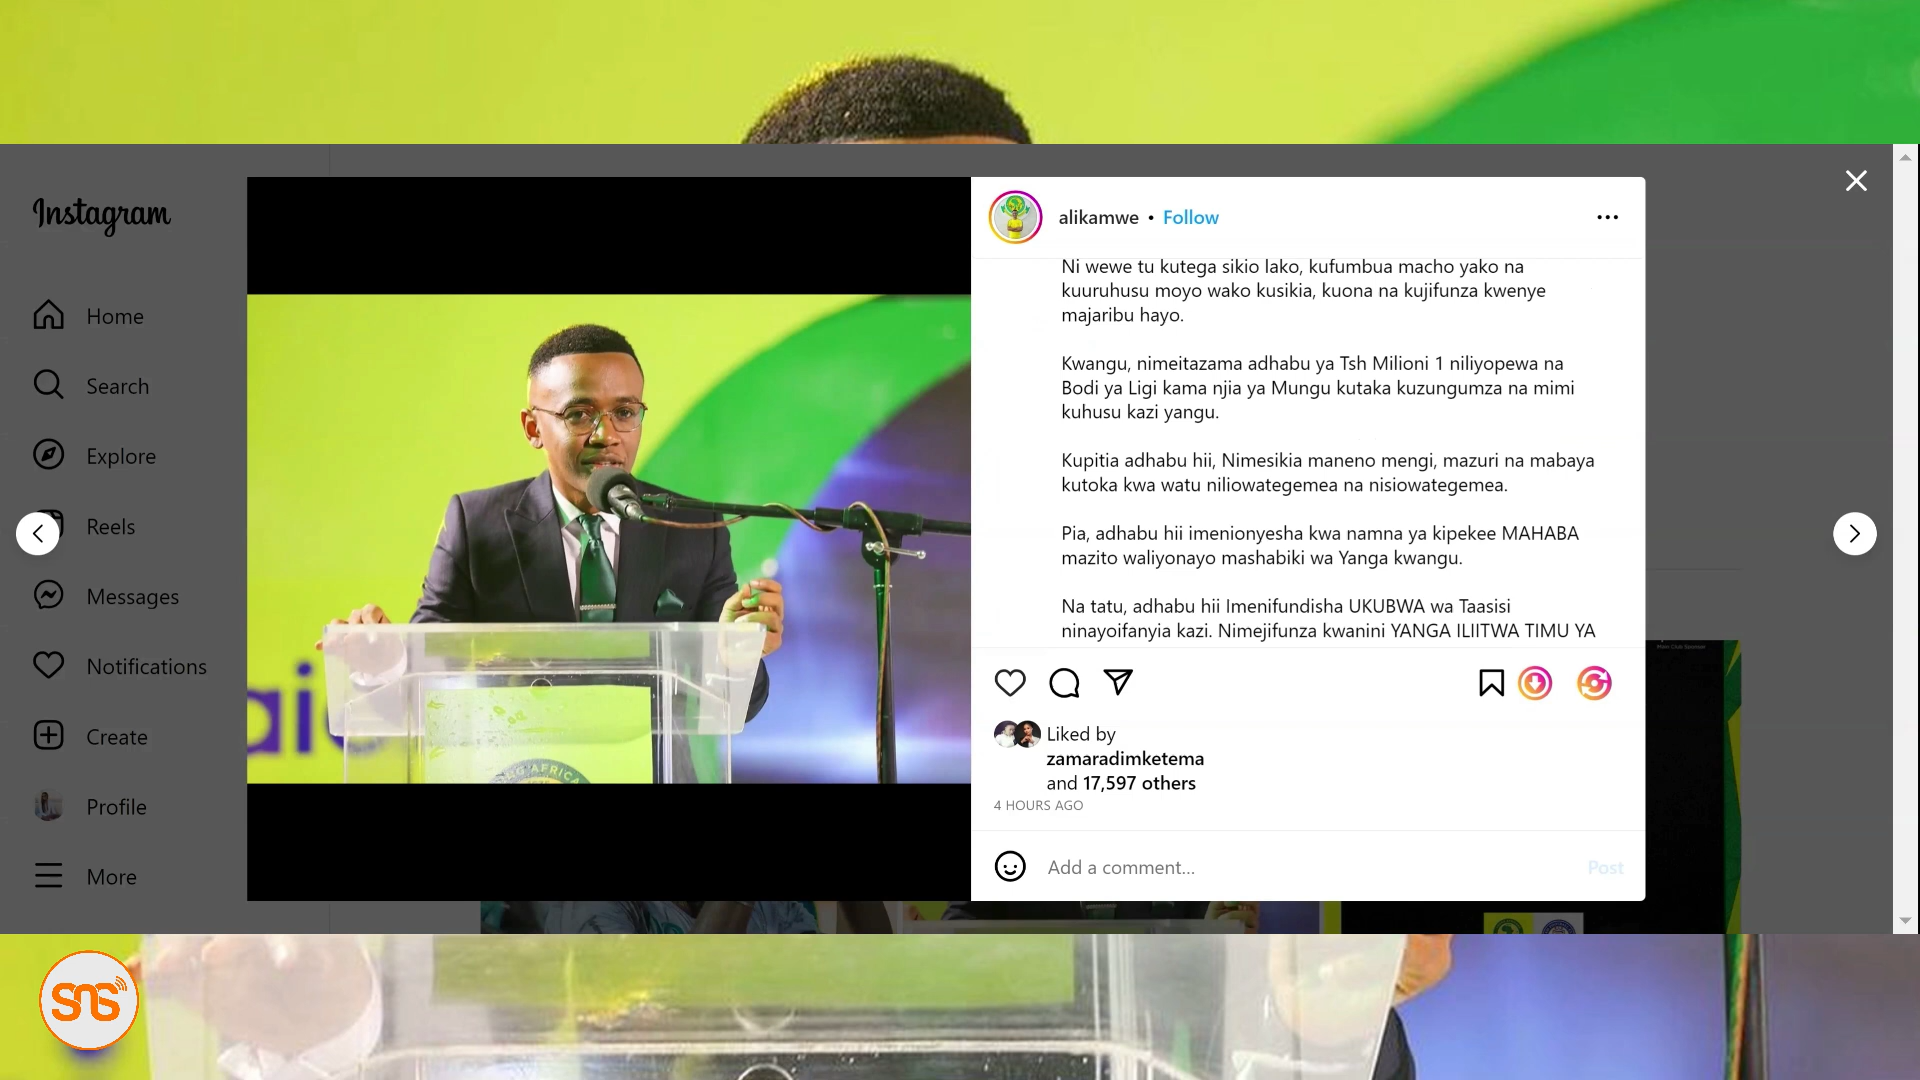 Instagram
Home
Search
Explore
Reels
Messages
Notifications
Create
Profile
More
alikamwe • Follow
Ni wewe tu kutega sikio lako, kufumbua macho yako na
kuuruhusu moyo wako kusikia, kuona na kujifunza kwenye
majaribu hayo.
Kwangu, nimeitazama adhabu ya Tsh Milioni 1 niliyopewa na
Bodi ya Ligi kama njia ya Mungu kutaka kuzungumza na mimi
kuhusu kazi yangu.
Kupitia adhabu hii, Nimesikia maneno mengi, mazuri na mabaya
kutoka kwa watu niliowategemea na nisiowategemea.
Pia, adhabu hii imenionyesha kwa namna ya kipekee MAHABA
mazito waliyonayo mashabiki wa Yanga kwangu.
Na tatu, adhabu hii Imenifundisha UKUBWA wa Taasisi
ninayoifanyia kazi. Nimejifunza kwanini YANGA ILIITWA TIMU YA
Liked by
zamaradimketema
and 17,597 others
4 HOURS AGO
Add a comment...
Post
AFRICA
SNS